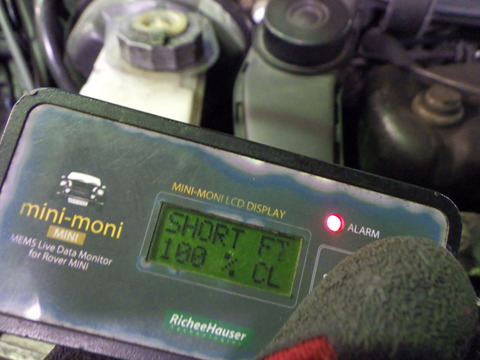 mini-moni
MINI
MEMS Live Data Monitor
for Rover MINI
MINI-MONI LCD DISPLAY
SHORT FT
100 % CL
ALARM
RicheeHauser